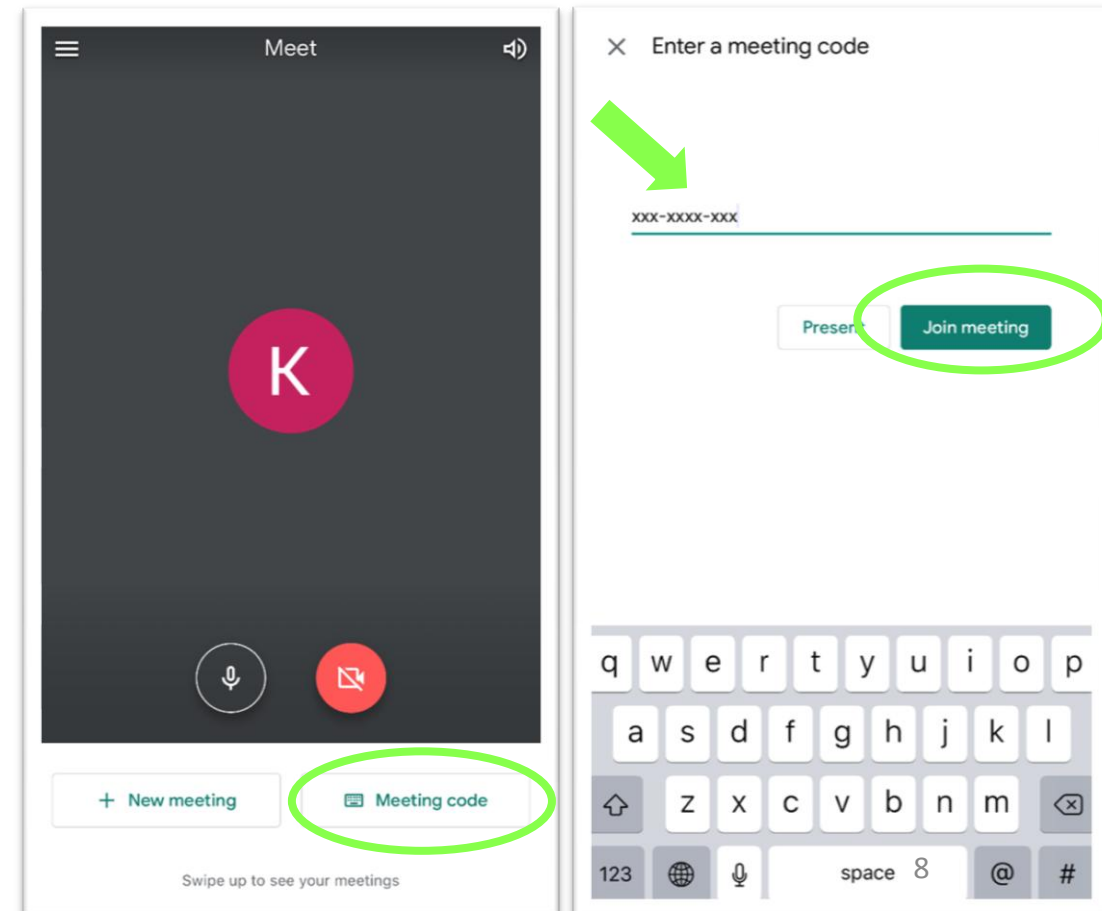 Meet
K
+ New meeting
Meeting code
Swipe up to see your meetings
Enter a meeting code
xxx-xxxx-xxx
Present
Join meeting
q w e r t y u i o p
a s d f g h j k l
z x c v b n m
123 space 8 @ #